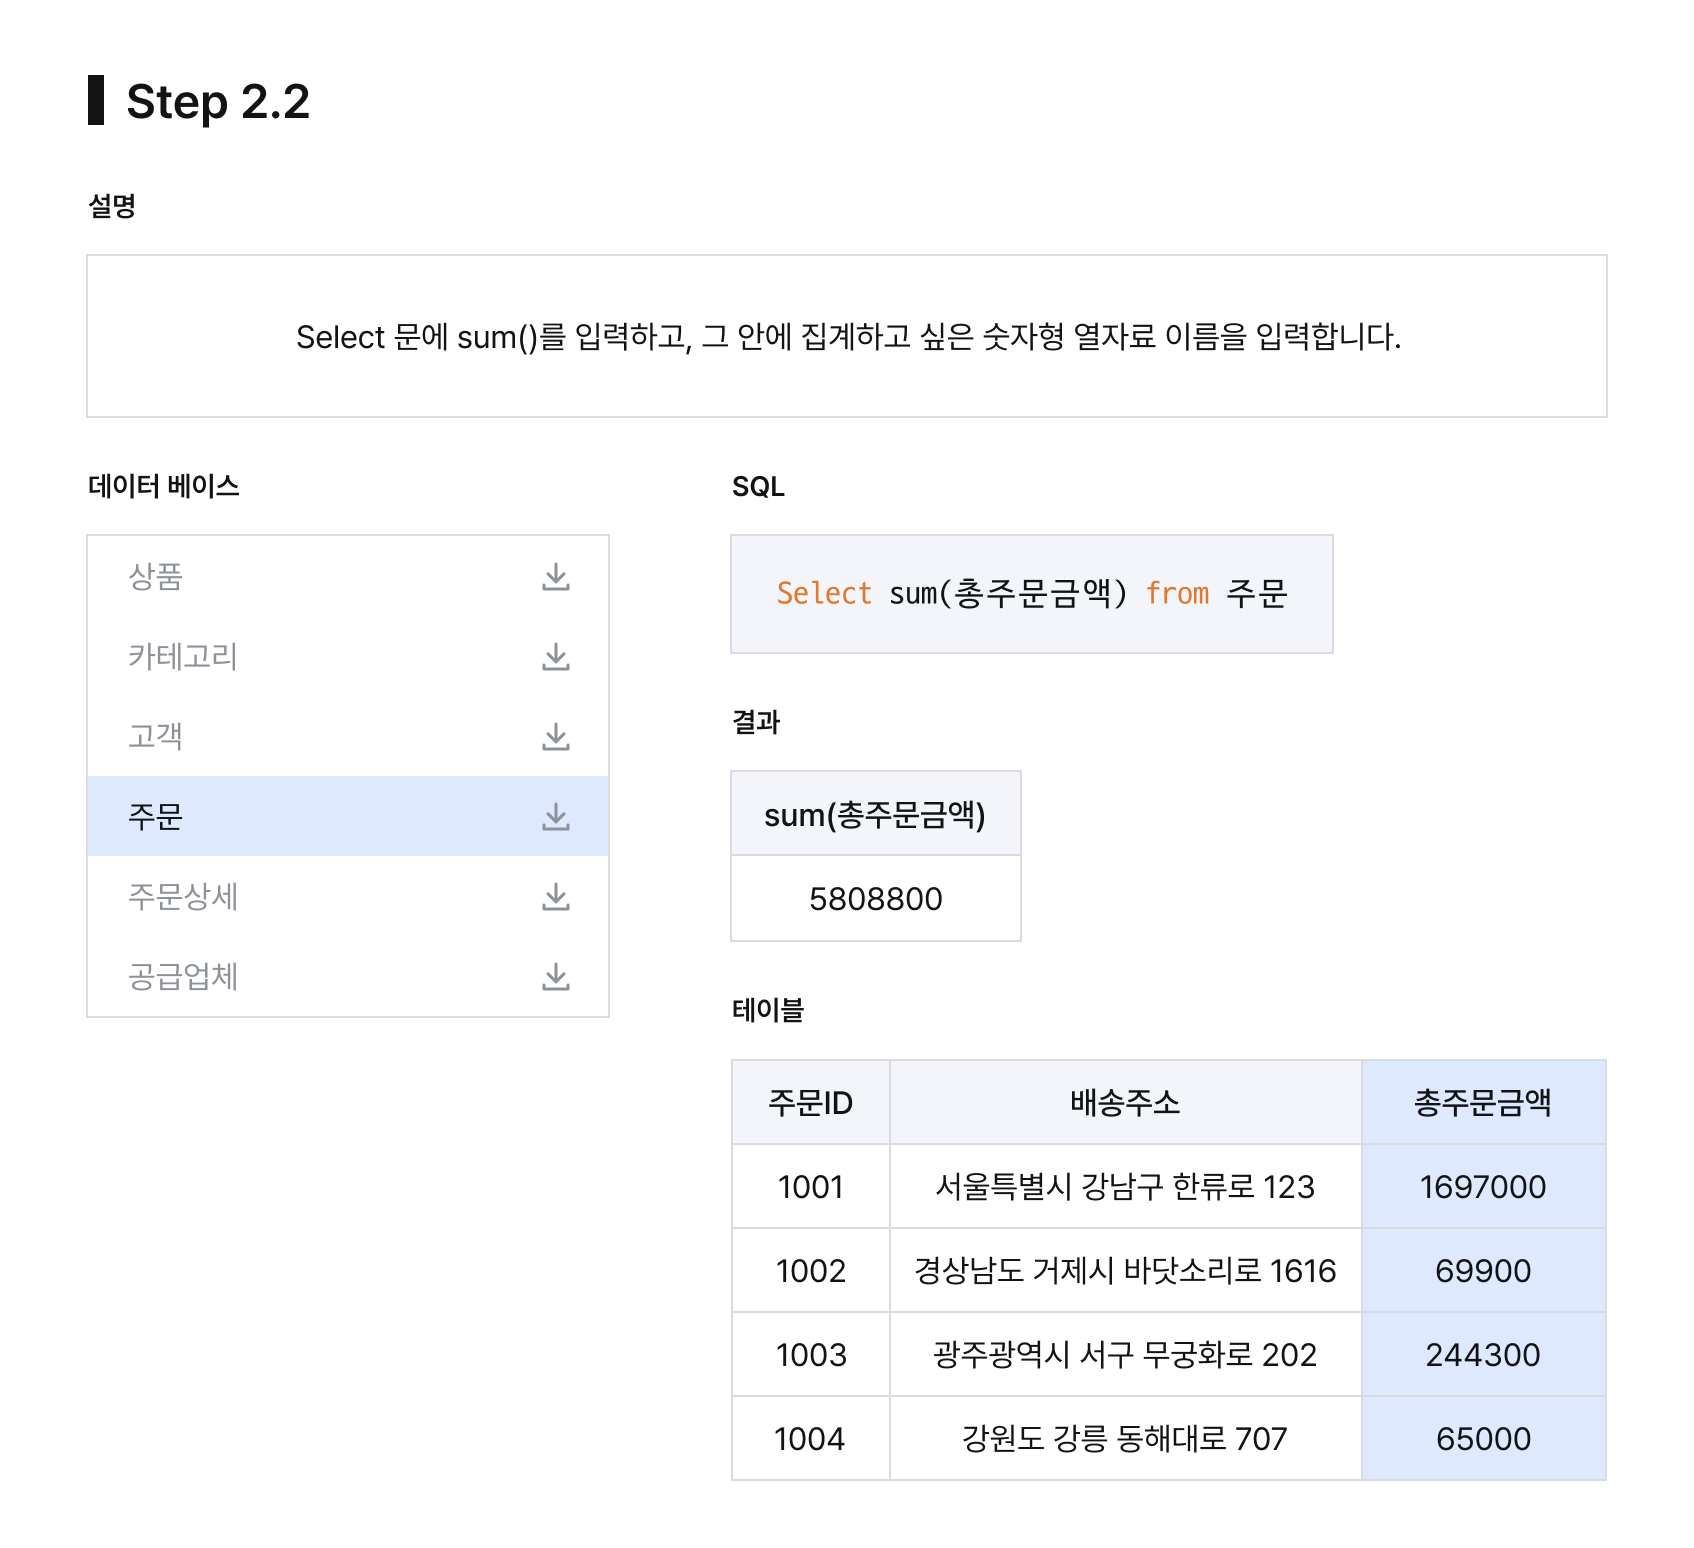 Step 2.2
설명
Select 문에 sum()를 입력하고, 그 안에 집계하고 싶은 숫자형 열자료 이름을 입력합니다.
데이터 베이스
상품
카테고리
고객
주문
주문상세
공급업체
SQL
Select sum(총주문금액) from 주문
결과
sum(총주문금액)
5808800
테이블
주문ID 배송주소 총주문금액
1001 서울특별시 강남구 한류로 123 1697000
1002 경상남도 거제시 바닷소리로 1616 69900
1003 광주광역시 서구 무궁화로 202 244300
1004 강원도 강릉 동해대로 707 65000